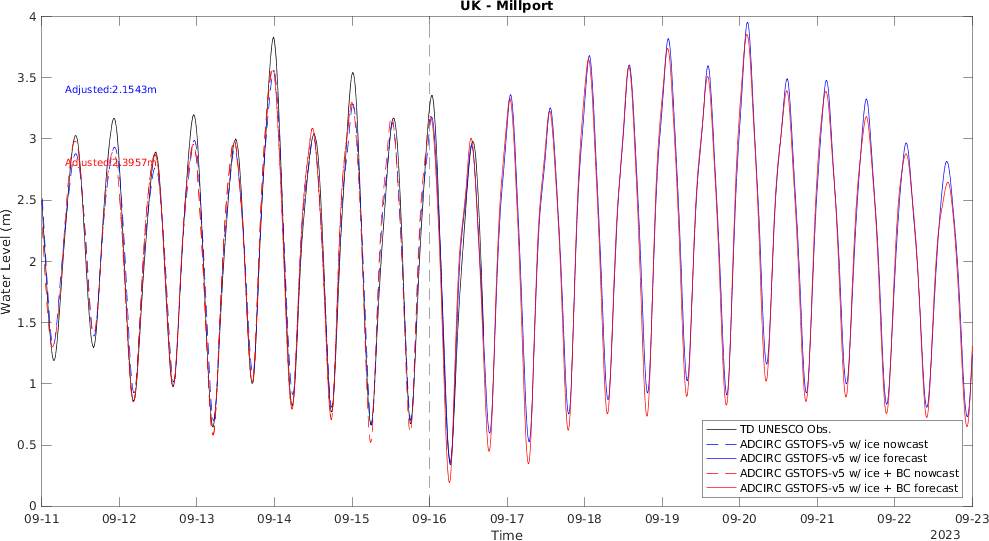 UK - Millport
4
3.5
3
2.5
2
1.5
1
0.5
0
Water Level (m)
Adjusted:2.1543m
Adjusted:2.3957m
TD UNESCO Obs.
ADCIRC GSTOFS-v5 w/ ice nowcast
ADCIRC GSTOFS-v5 w/ ice forecast
ADCIRC GSTOFS-v5 w/ ice + BC nowcast
ADCIRC GSTOFS-v5 w/ ice + BC forecast
09-11 09-12 09-13 09-14 09-15 09-16 09-17 09-18 09-19 09-20 09-21 09-22 09-23
Time
2023